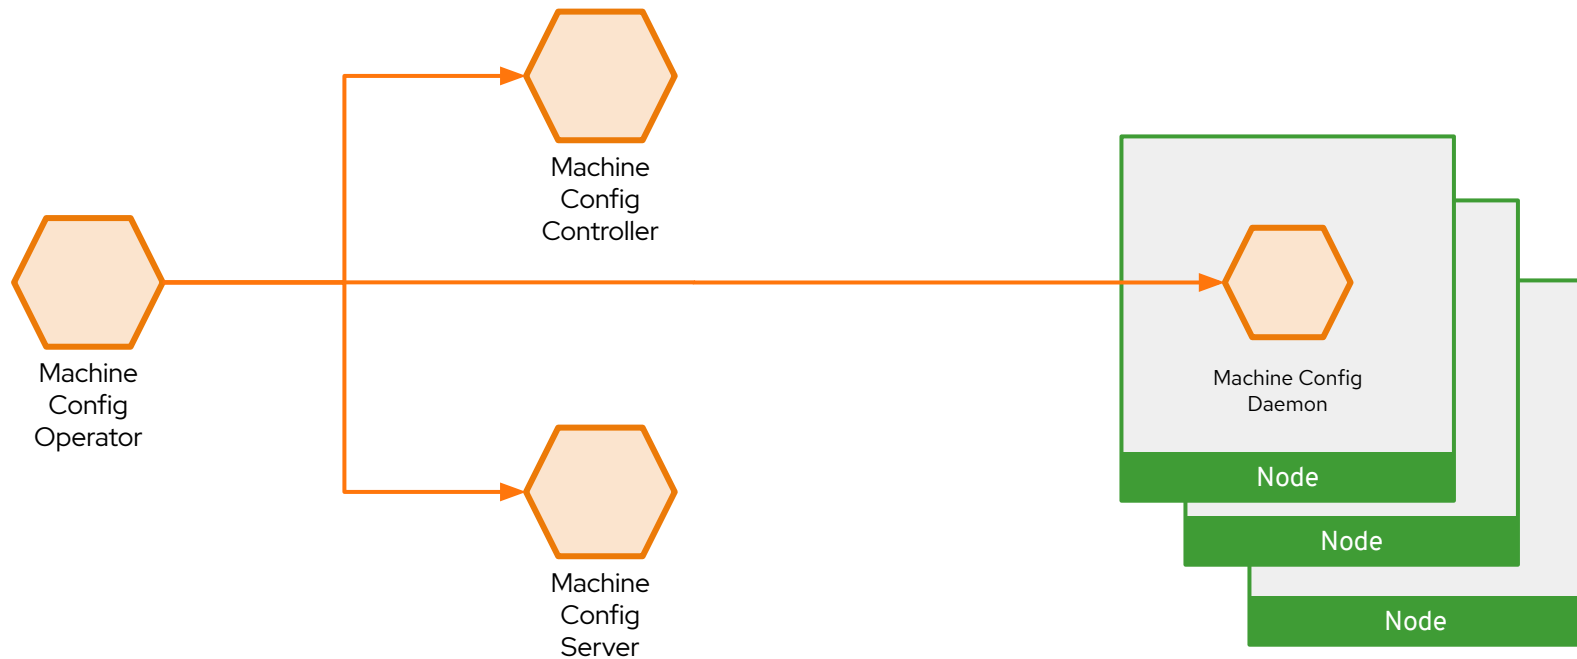 Machine
Config
Controller
Machine
Config
Operator
Machine Config
Daemon
Node
Node
Machine
Config
Server
Node